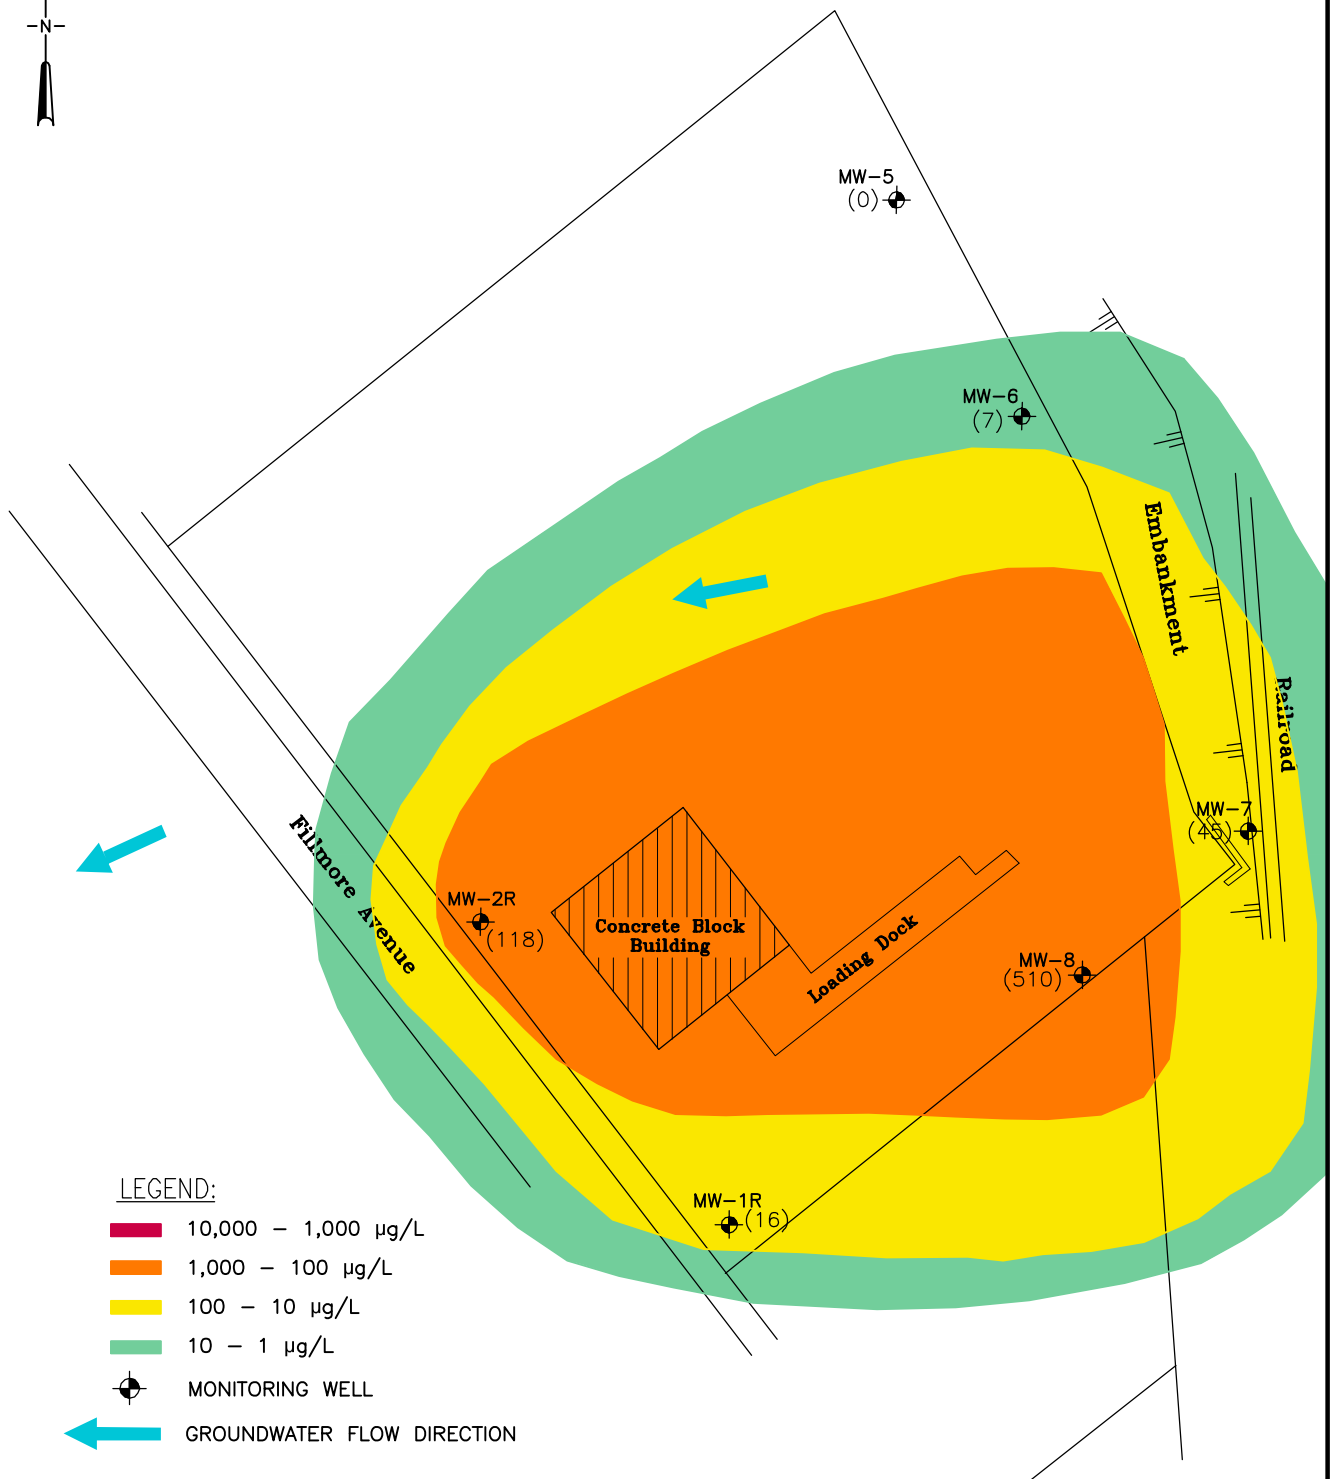 -N-
MW-5
(0)
MW-6
(7)
Embankment
Railroad
MW-7
(45)
Fillmore Avenue
MW-2R
(118)
Concrete Block
Building
Loading Dock
MW-8
(510)
MW-1R
(16)
LEGEND:
10,000 - 1,000 µg/L
1,000 - 100 µg/L
100 - 10 µg/L
10 - 1 µg/L
MONITORING WELL
GROUNDWATER FLOW DIRECTION